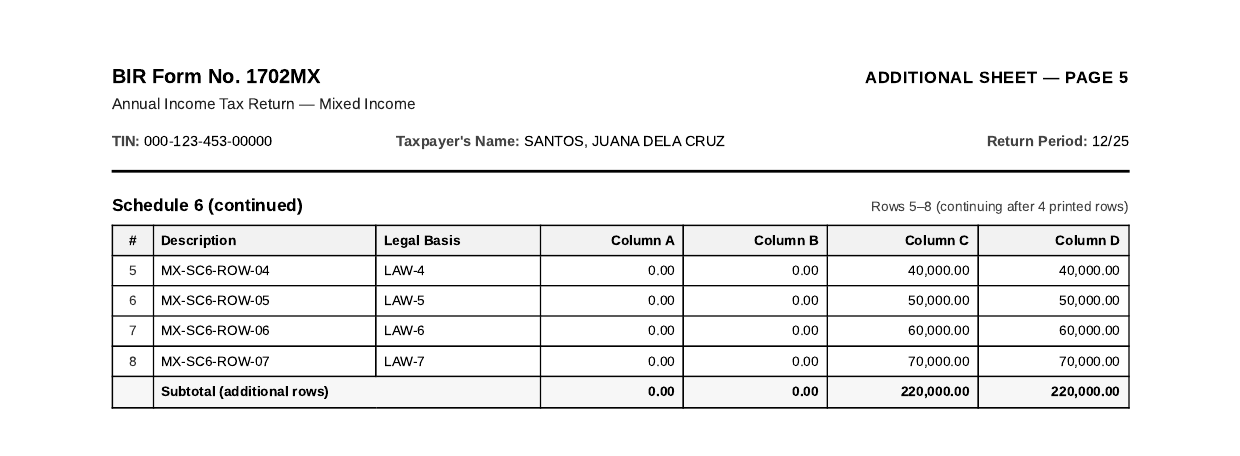 BIR Form No. 1702MX
ADDITIONAL SHEET — PAGE 5
Annual Income Tax Return — Mixed Income
TIN: 000-123-453-00000 Taxpayer's Name: SANTOS, JUANA DELA CRUZ Return Period: 12/25
Schedule 6 (continued)
Rows 5–8 (continuing after 4 printed rows)
# Description Legal Basis Column A Column B Column C Column D
5 MX-SC6-ROW-04 LAW-4 0.00 0.00 40,000.00 40,000.00
6 MX-SC6-ROW-05 LAW-5 0.00 0.00 50,000.00 50,000.00
7 MX-SC6-ROW-06 LAW-6 0.00 0.00 60,000.00 60,000.00
8 MX-SC6-ROW-07 LAW-7 0.00 0.00 70,000.00 70,000.00
Subtotal (additional rows) 0.00 0.00 220,000.00 220,000.00